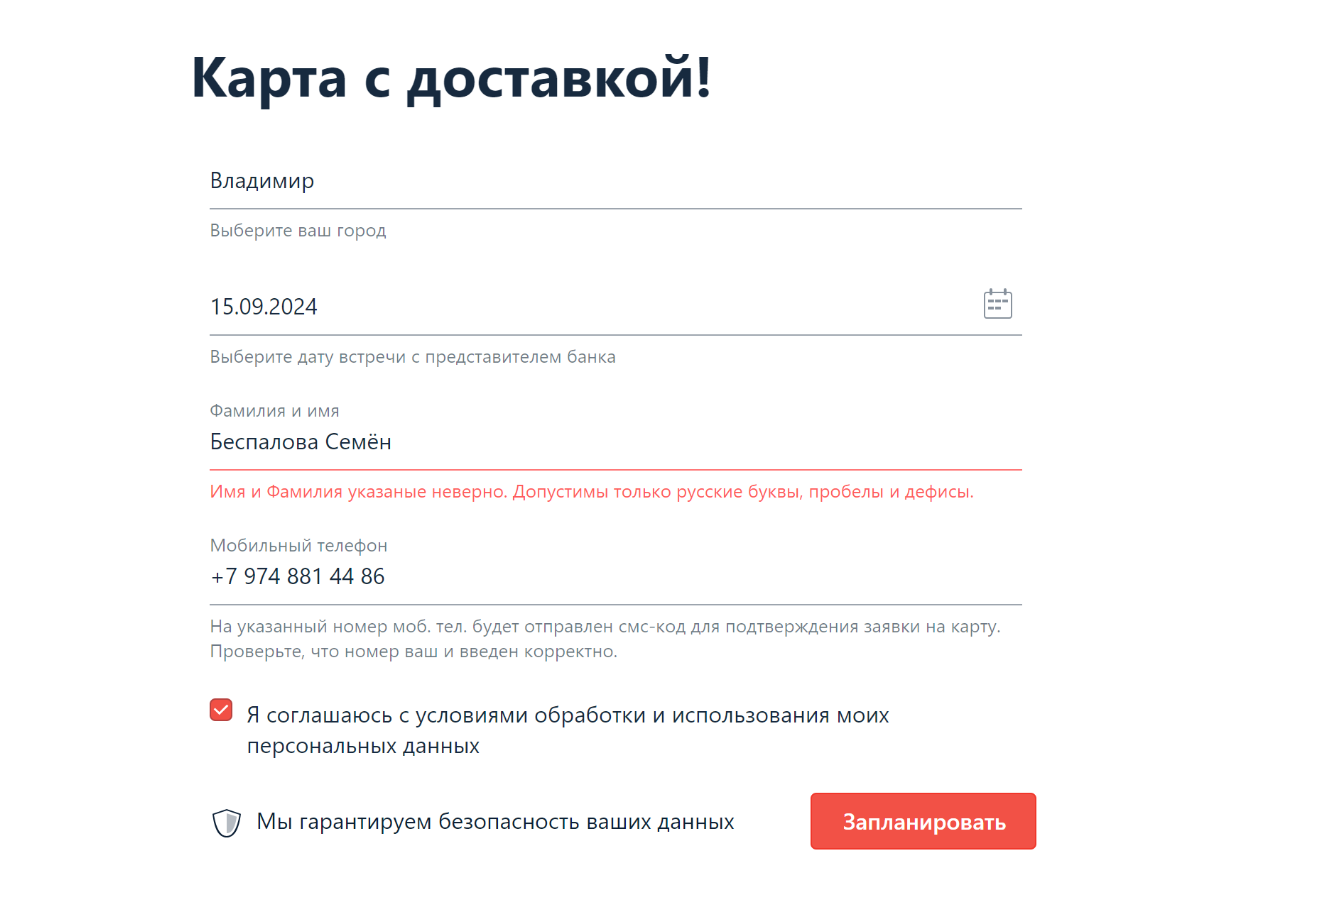 Карта с доставкой!
Владимир
Выберите ваш город
15.09.2024
Выберите дату встречи с представителем банка
Фамилия и имя
Беспалова Семён
Имя и Фамилия указаные неверно. Допустимы только русские буквы, пробелы и дефисы.
Мобильный телефон
+7 974 881 44 86
На указанный номер моб. тел. будет отправлен смс-код для подтверждения заявки на карту.
Проверьте, что номер ваш и введен корректно.
Я соглашаюсь с условиями обработки и использования моих
персональных данных
Мы гарантируем безопасность ваших данных
Запланировать